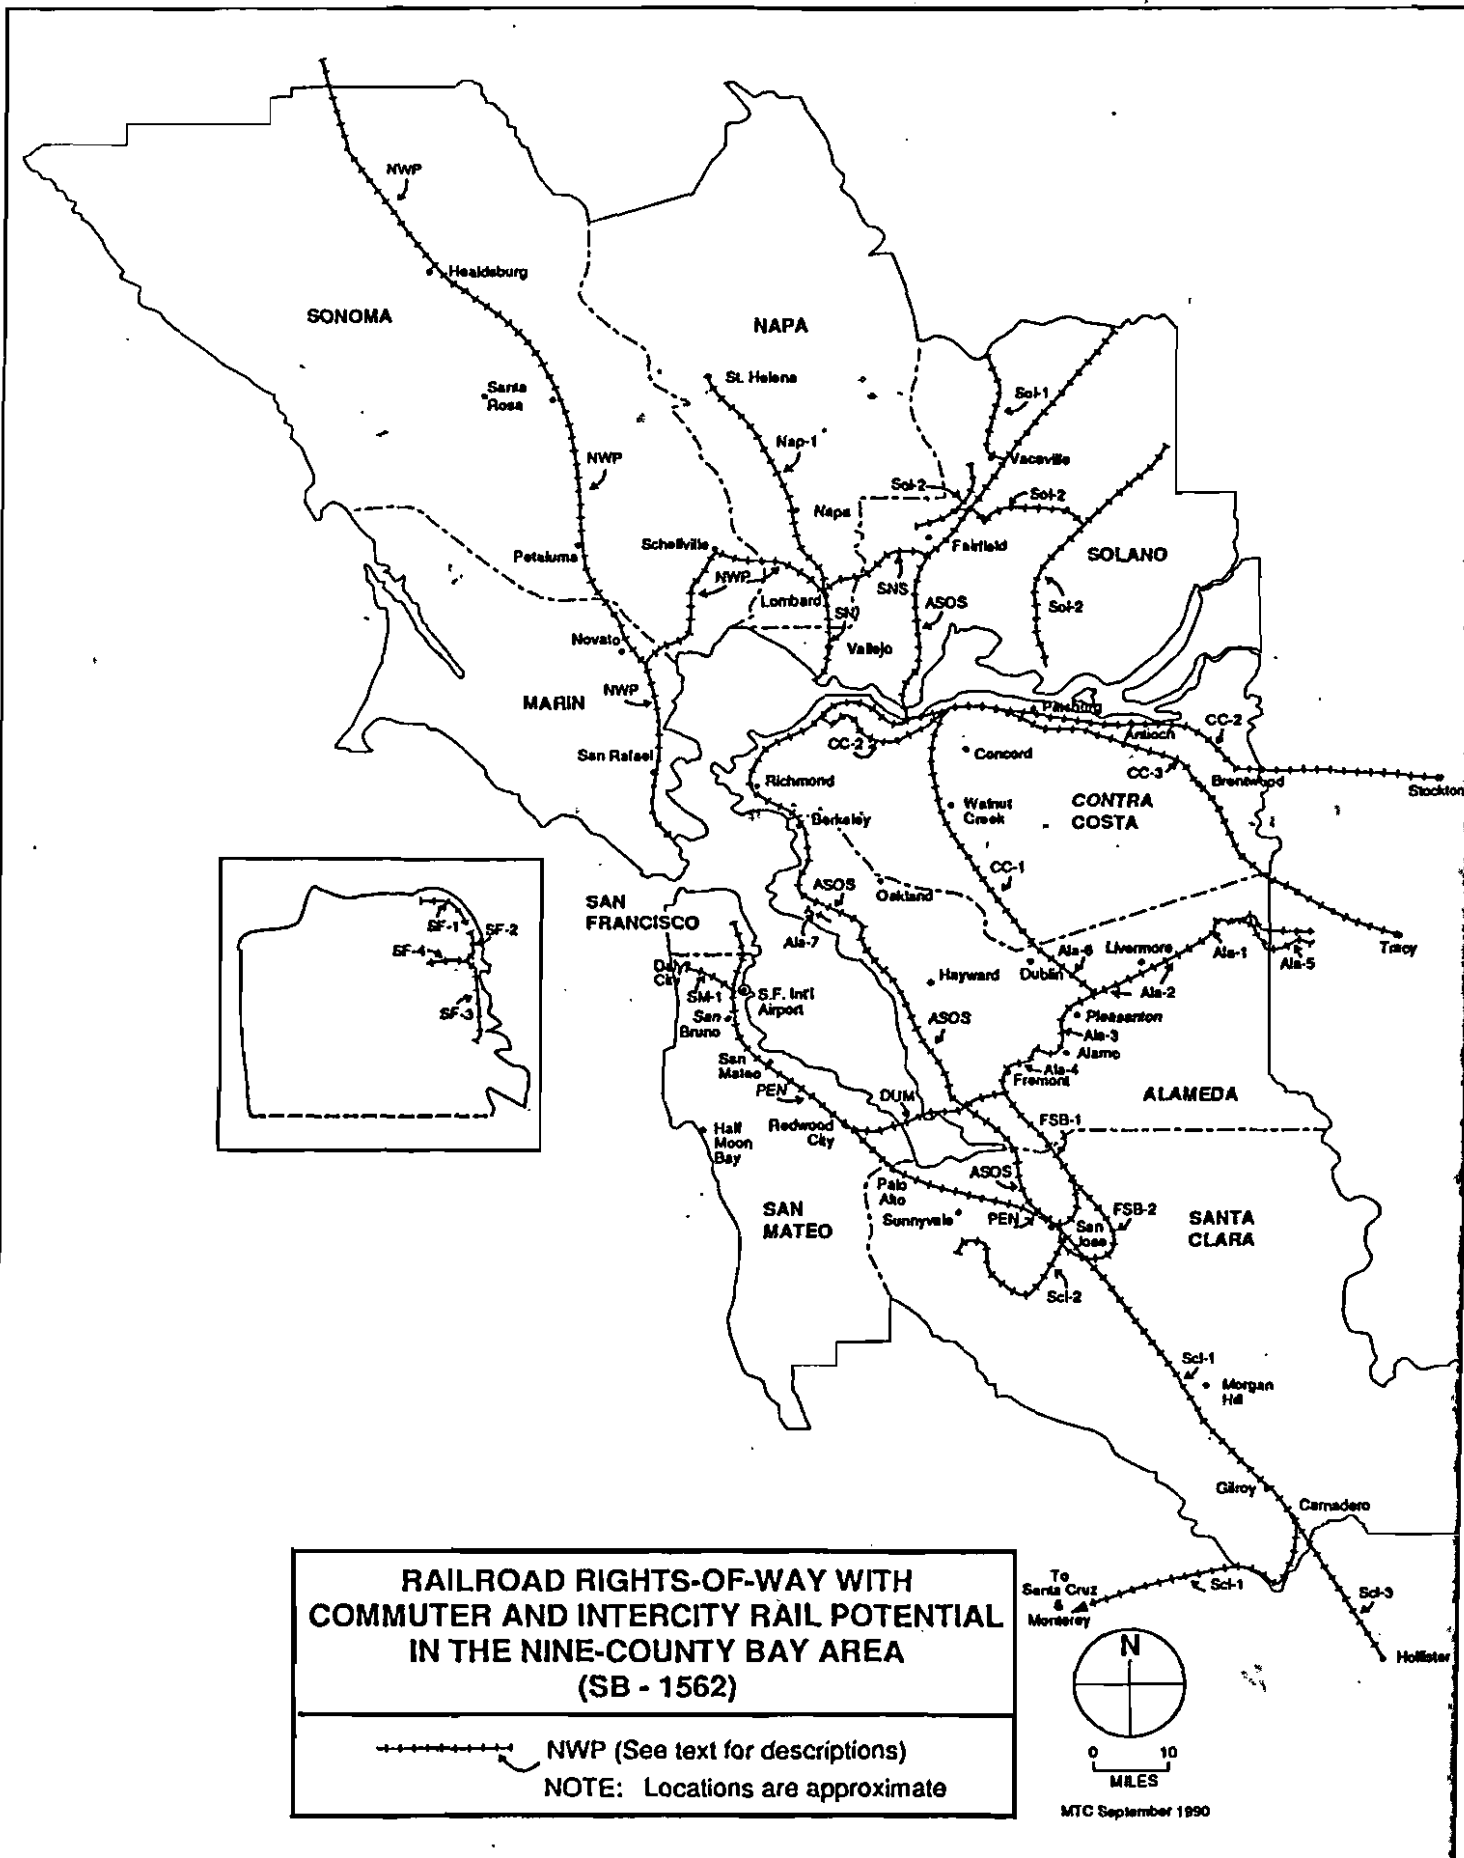 NWP
Healdsburg
SONOMA
NAPA
St. Helena
Santa
Rosa
Sol-1
Nap-1
NWP
Vacaville
Sol-2
Sol-2
Napa
Petaluma
Schellville
Fairfield
SOLANO
NWP
Lombard
SNS
ASOS
Sol-2
Novato
Vallejo
MARIN
NWP
Pittsburg
CC-2
Antioch
CC-2
San Rafael
Concord
CC-3
Brentwood
Richmond
Stockton
Walnut
Creek
CONTRA
COSTA
Berkeley
CC-1
ASOS
Oakland
SAN
FRANCISCO
SF-1
SF-2
SF-4
SF-3
Ala-7
Ala-6
Livermore
Ala-1
Tracy
Daly
City
Hayward
Dublin
Ala-5
SM-1
S.F. Int'l
Airport
Ala-2
San
Bruno
ASOS
Pleasanton
Ala-3
San
Mateo
Alamo
Ala-4
Fremont
PEN
DUM
ALAMEDA
Half
Moon
Bay
Redwood
City
FSB-1
ASOS
Palo
Alto
SAN
MATEO
Sunnyvale
PEN
San
Jose
FSB-2
SANTA
CLARA
Scl-2
Scl-1
Morgan
Hill
Gilroy
Carnadero
To
Santa Cruz
&
Monterey
Scl-1
Scl-3
Hollister
RAILROAD RIGHTS-OF-WAY WITH
COMMUTER AND INTERCITY RAIL POTENTIAL
IN THE NINE-COUNTY BAY AREA
(SB - 1562)
NWP (See text for descriptions)
NOTE: Locations are approximate
N
0 10
MILES
MTC September 1990